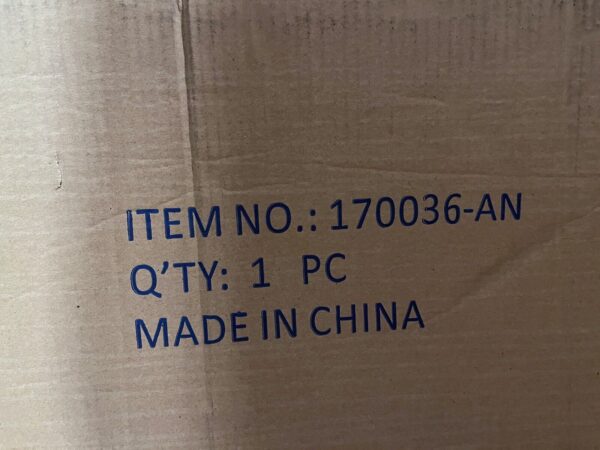 ITEM NO.: 170036-AN
Q'TY: 1 PC
MADE IN CHINA